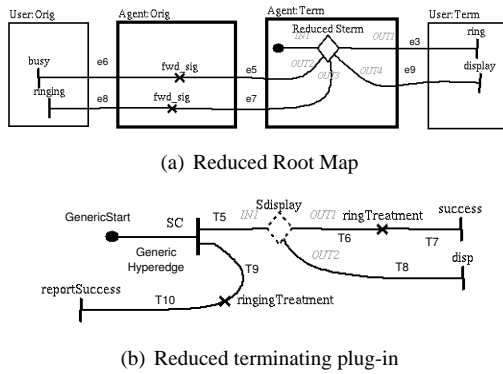 User:Orig
Agent:Orig
Agent:Term
User:Term
Reduced Sterm
IN1
OUT1
e3
ring
busy
e6
fwd_sig
e5
OUT2
OUT3
OUT4
e9
display
ringing
e8
fwd_sig
e7
(a) Reduced Root Map
GenericStart
SC
T5
IN1
Sdisplay
OUT1
ringTreatment
success
T6
T7
Generic
Hyperedge
T9
OUT2
T8
disp
reportSuccess
T10
ringingTreatment
(b) Reduced terminating plug-in